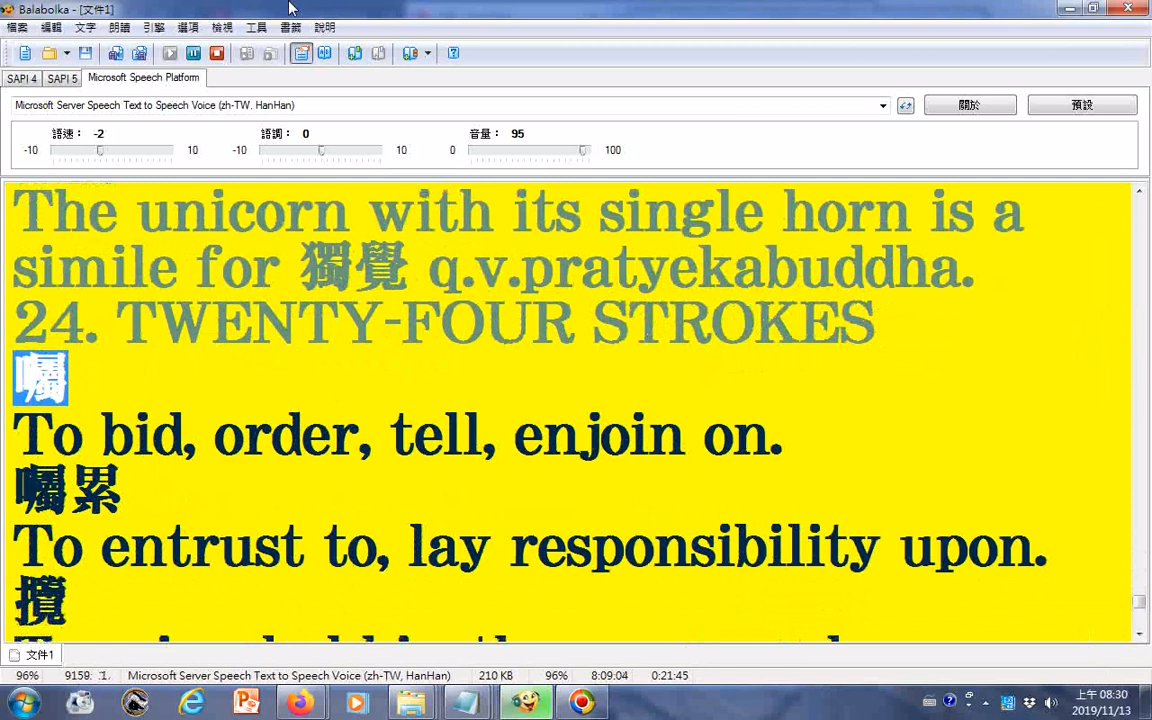 Balabolka - [文件1]
檔案 編輯 文字 朗讀 引擎 選項 檢視 工具 書籤 說明
SAPI 4 SAPI 5 Microsoft Speech Platform
Microsoft Server Speech Text to Speech Voice (zh-TW, HanHan) 關於 預設
語速： -2 語調： 0 音量： 95
-10 10 -10 10 0 100
The unicorn with its single horn is a
simile for 獨覺 q.v.pratyekabuddha.
24. TWENTY-FOUR STROKES
囑
To bid, order, tell, enjoin on.
囑累
To entrust to, lay responsibility upon.
攬
文件1
96% Microsoft Server Speech Text to Speech Voice (zh-TW, HanHan) 210 KB 96% 8:09:04 0:21:45
上午 08:30
2019/11/13